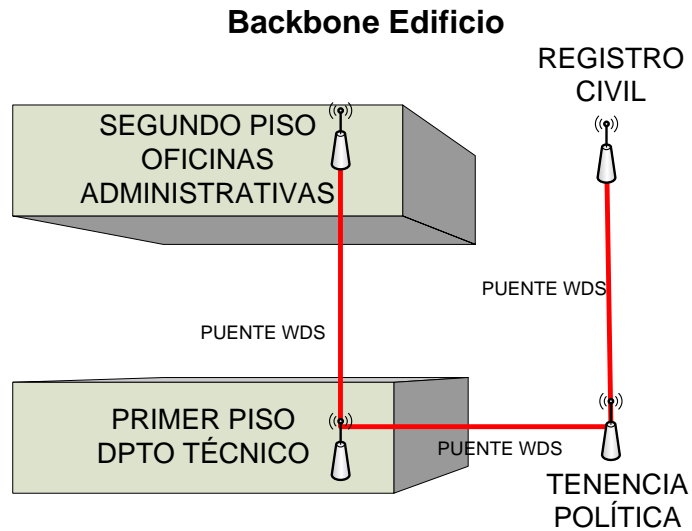 Backbone Edificio
REGISTRO
CIVIL
SEGUNDO PISO
OFICINAS
ADMINISTRATIVAS
PUENTE WDS
PUENTE WDS
PRIMER PISO
DPTO TÉCNICO
PUENTE WDS
TENENCIA
POLÍTICA